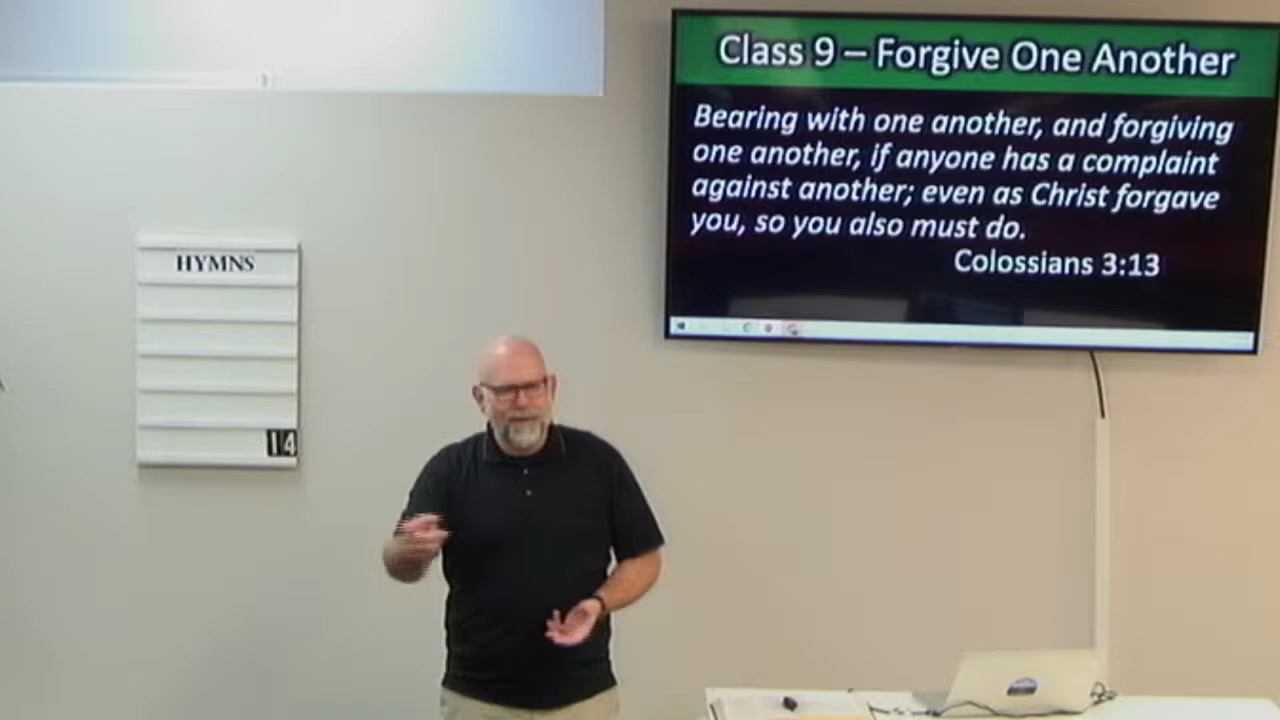 Class 9 – Forgive One Another
Bearing with one another, and forgiving
one another, if anyone has a complaint
against another; even as Christ forgave
you, so you also must do.
Colossians 3:13
HYMNS
14